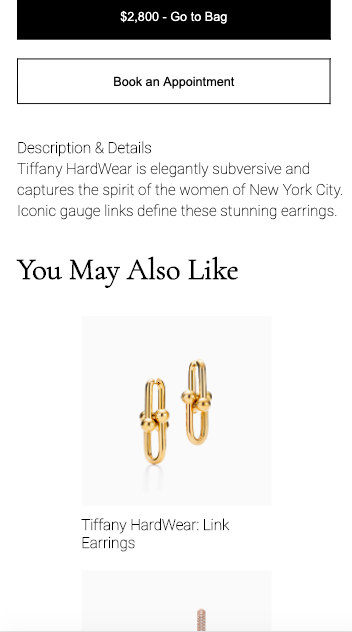 $2,800 - Go to Bag
Book an Appointment
Description & Details
Tiffany HardWear is elegantly subversive and
captures the spirit of the women of New York City.
Iconic gauge links define these stunning earrings.
You May Also Like
Tiffany HardWear: Link
Earrings